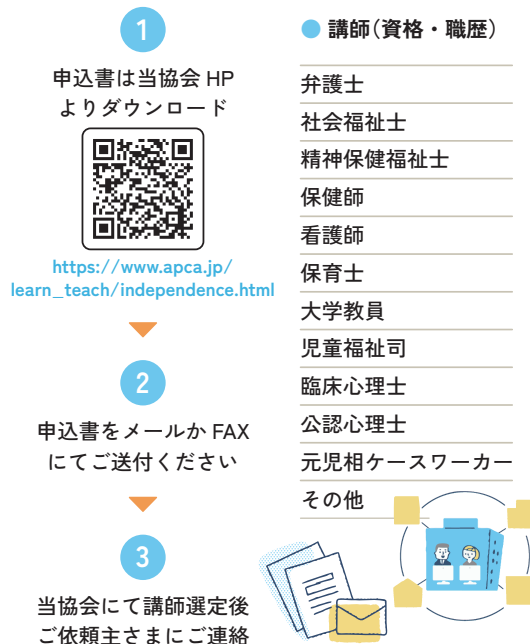 1
申込書は当協会 HP
よりダウンロード
https://www.apca.jp/
learn_teach/independence.html
2
申込書をメールか FAX
にてご送付ください
3
当協会にて講師選定後
ご依頼主さまにご連絡
講師（資格・職歴）
弁護士
社会福祉士
精神保健福祉士
保健師
看護師
保育士
大学教員
児童福祉司
臨床心理士
公認心理士
元児相ケースワーカー
その他